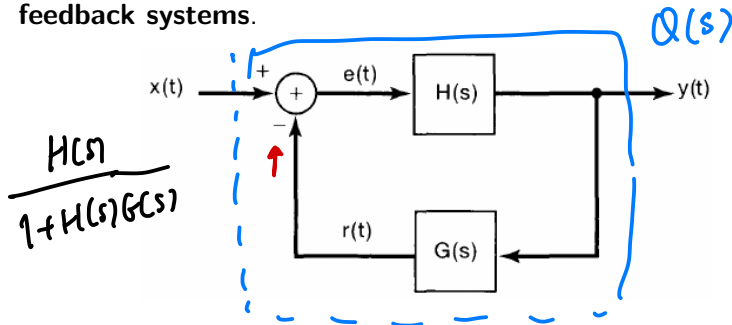 feedback systems.
Q(s)
+
x(t)
+
e(t)
H(s)
y(t)
−
H(s)
1+H(s)G(s)
r(t)
G(s)